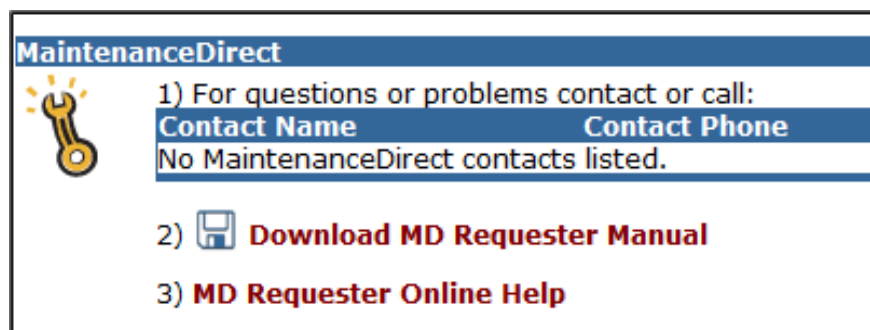 MaintenanceDirect
1) For questions or problems contact or call:
Contact Name Contact Phone
No MaintenanceDirect contacts listed.
2) Download MD Requester Manual
3) MD Requester Online Help